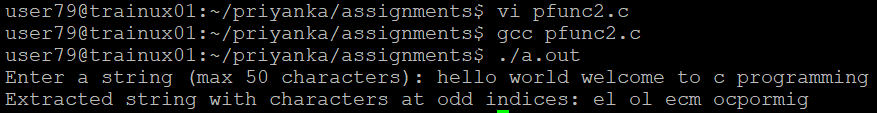 user79@trainux01:~/priyanka/assignments$ vi pfunc2.c
user79@trainux01:~/priyanka/assignments$ gcc pfunc2.c
user79@trainux01:~/priyanka/assignments$ ./a.out
Enter a string (max 50 characters): hello world welcome to c programming
Extracted string with characters at odd indices: el ol ecm ocpormig